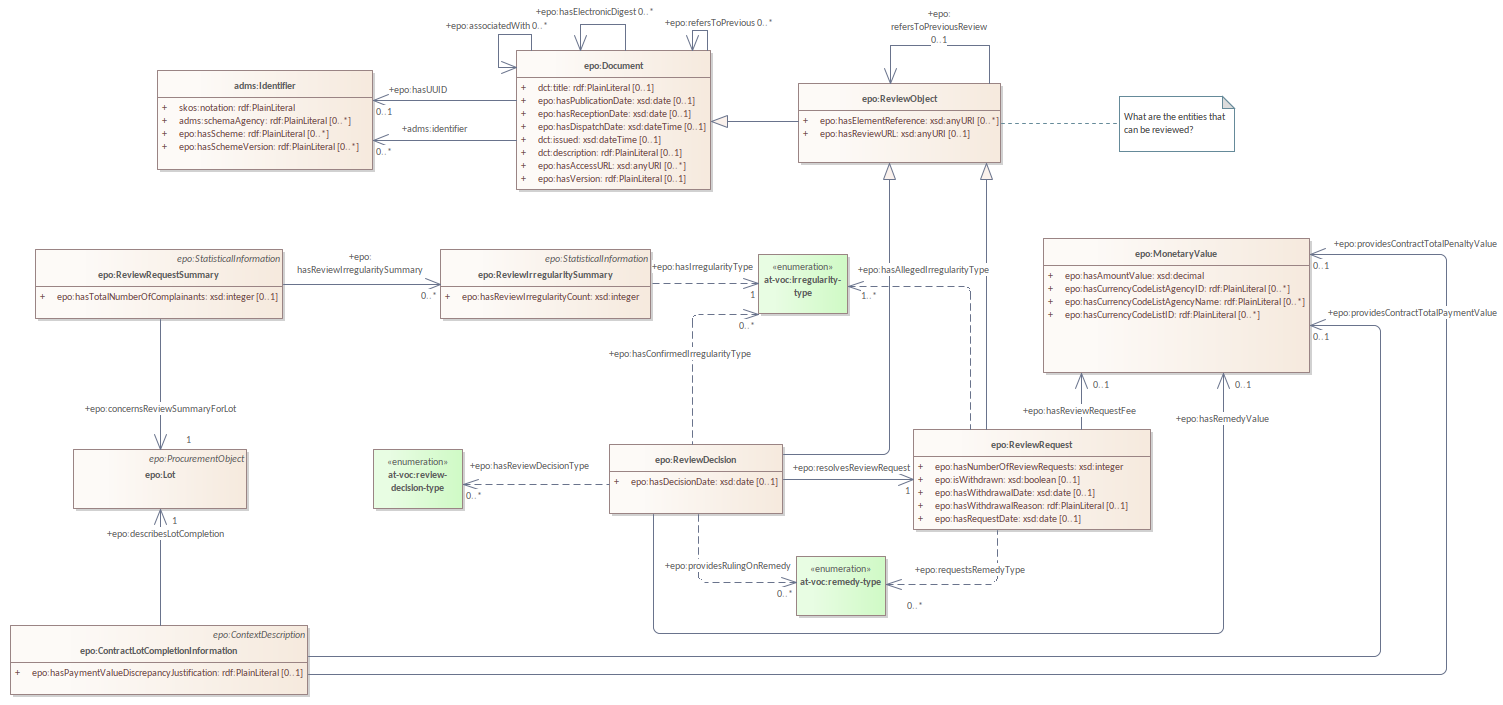 +epo:hasElectronicDigest 0..*
+epo:associatedWith 0..*
+epo:refersToPrevious 0..*
+epo:
refersToPreviousReview
0..1
epo:Document
+ dct:title: rdf:PlainLiteral [0..1]
+ epo:hasPublicationDate: xsd:date [0..1]
+ epo:hasReceptionDate: xsd:date [0..1]
+ epo:hasDispatchDate: xsd:dateTime [0..1]
+ dct:issued: xsd:dateTime [0..1]
+ dct:description: rdf:PlainLiteral [0..1]
+ epo:hasAccessURL: xsd:anyURI [0..*]
+ epo:hasVersion: rdf:PlainLiteral [0..1]
adms:Identifier
+ skos:notation: rdf:PlainLiteral
+ adms:schemaAgency: rdf:PlainLiteral [0..*]
+ epo:hasScheme: rdf:PlainLiteral [0..*]
+ epo:hasSchemeVersion: rdf:PlainLiteral [0..*]
+epo:hasUUID
0..1
+adms:identifier
0..*
epo:ReviewObject
+ epo:hasElementReference: xsd:anyURI [0..*]
+ epo:hasReviewURL: xsd:anyURI [0..1]
What are the entities that
can be reviewed?
epo:StatisticalInformation
epo:ReviewRequestSummary
+ epo:hasTotalNumberOfComplainants: xsd:integer [0..1]
+epo:
hasReviewIrregularitySummary
0..*
epo:StatisticalInformation
epo:ReviewIrregularitySummary
+ epo:hasReviewIrregularityCount: xsd:integer
+epo:hasIrregularityType
1
«enumeration»
at-voc:irregularity-
type
+epo:hasAllegedIrregularityType
1..*
0..*
+epo:hasConfirmedIrregularityType
epo:MonetaryValue
+ epo:hasAmountValue: xsd:decimal
+ epo:hasCurrencyCodeListAgencyID: rdf:PlainLiteral [0..*]
+ epo:hasCurrencyCodeListAgencyName: rdf:PlainLiteral [0..*]
+ epo:hasCurrencyCodeListID: rdf:PlainLiteral [0..*]
+epo:providesContractTotalPenaltyValue
0..1
+epo:providesContractTotalPaymentValue
0..1
0..1
+epo:hasReviewRequestFee
0..1
+epo:hasRemedyValue
+epo:concernsReviewSummaryForLot
1
epo:ProcurementObject
epo:Lot
1
+epo:describesLotCompletion
«enumeration»
at-voc:review-
decision-type
+epo:hasReviewDecisionType
0..*
epo:ReviewDecision
+ epo:hasDecisionDate: xsd:date [0..1]
+epo:resolvesReviewRequest
1
epo:ReviewRequest
+ epo:hasNumberOfReviewRequests: xsd:integer
+ epo:isWithdrawn: xsd:boolean [0..1]
+ epo:hasWithdrawalDate: xsd:date [0..1]
+ epo:hasWithdrawalReason: rdf:PlainLiteral [0..1]
+ epo:hasRequestDate: xsd:date [0..1]
+epo:providesRulingOnRemedy
0..*
«enumeration»
at-voc:remedy-type
+epo:requestsRemedyType
0..*
epo:ContextDescription
epo:ContractLotCompletionInformation
+ epo:hasPaymentValueDiscrepancyJustification: rdf:PlainLiteral [0..1]